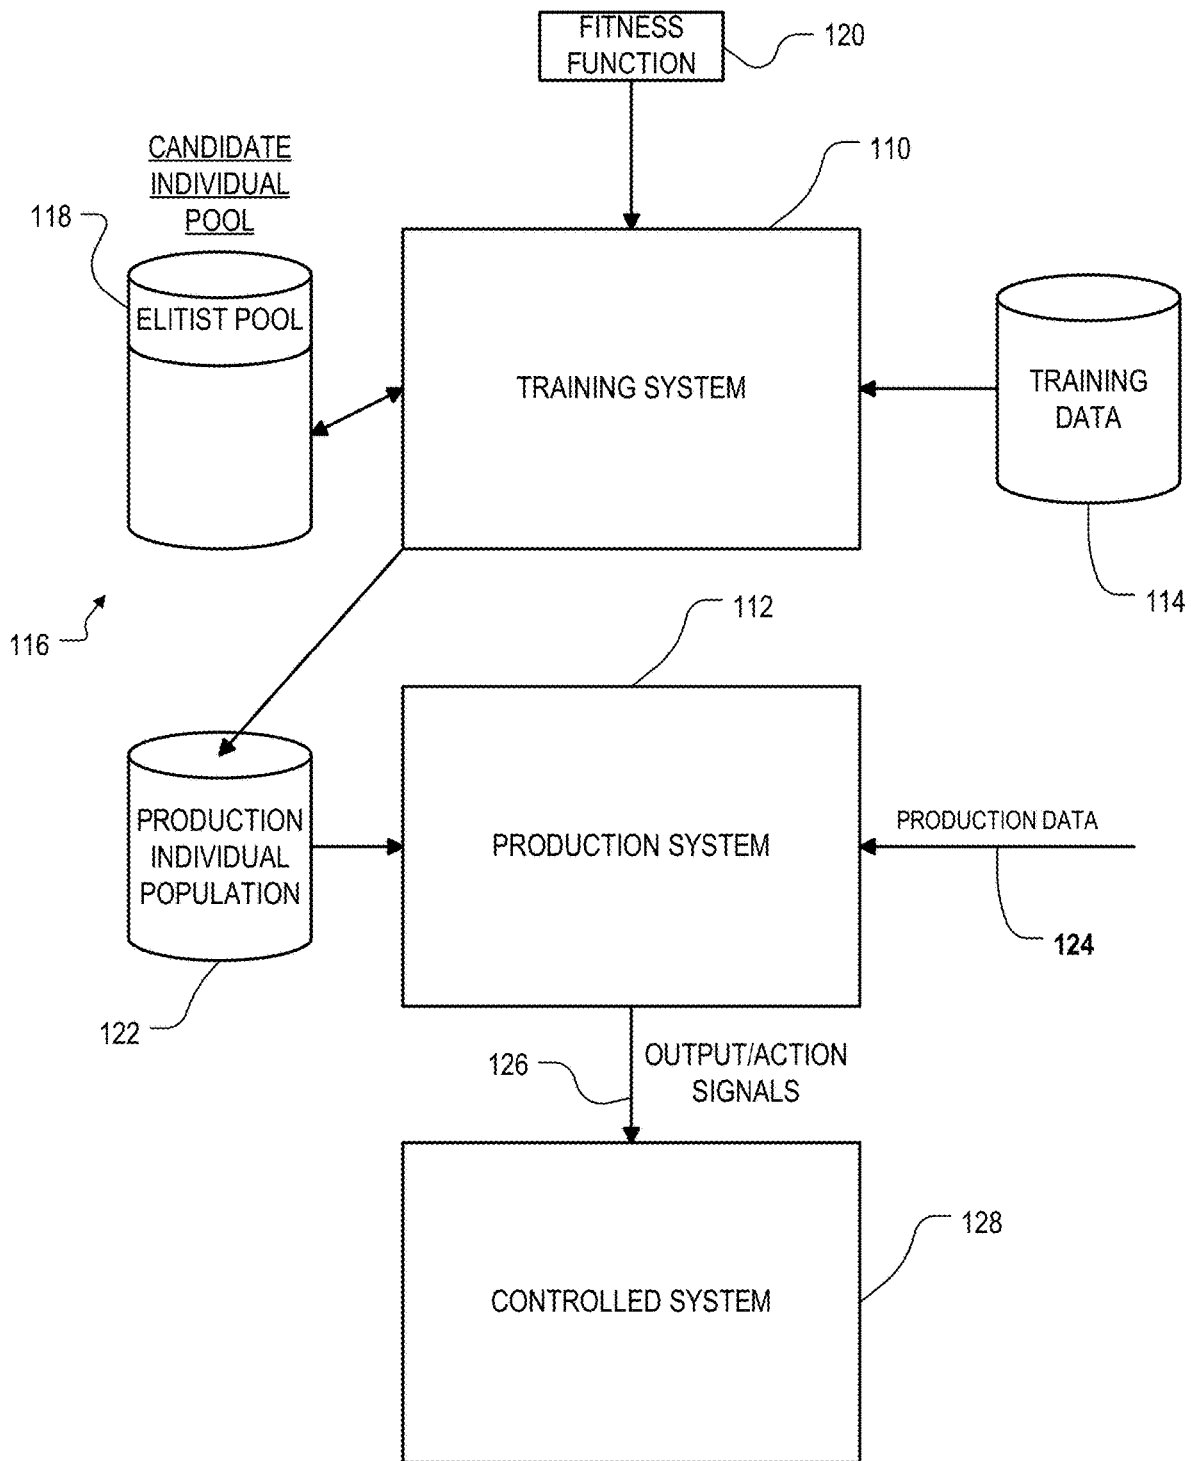 FITNESS
FUNCTION
120
110
CANDIDATE
INDIVIDUAL
POOL
118
ELITIST POOL
TRAINING SYSTEM
TRAINING
DATA
114
116
112
PRODUCTION
INDIVIDUAL
POPULATION
PRODUCTION SYSTEM
PRODUCTION DATA
124
122
126
OUTPUT/ACTION
SIGNALS
128
CONTROLLED SYSTEM